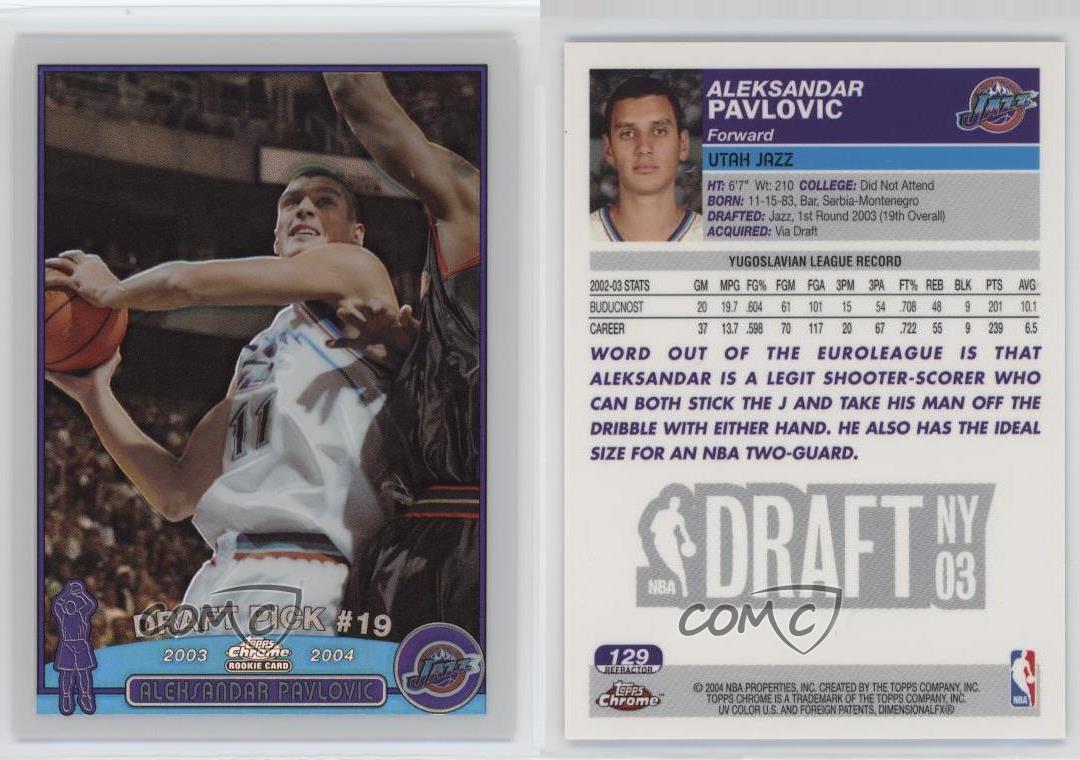 JAZZ
11
DRAFT PICK #19
COMC
2003 Topps Chrome 2004
ROOKIE CARD
ALEKSANDAR PAVLOVIC
JAZZ
ALEKSANDAR
PAVLOVIC
Forward
JAZZ
UTAH JAZZ
HT: 6'7" Wt: 210 COLLEGE: Did Not Attend
BORN: 11-15-83, Bar, Serbia-Montenegro
DRAFTED: Jazz, 1st Round 2003 (19th Overall)
ACQUIRED: Via Draft
YUGOSLAVIAN LEAGUE RECORD
2002-03 STATS GM MPG FG% FGM FGA 3PM 3PA FT% REB BLK PTS AVG
BUDUCNOST 20 19.7 .604 61 101 15 54 .708 48 9 201 10.1
CAREER 37 13.7 .598 70 117 20 67 .722 55 9 239 6.5
WORD OUT OF THE EUROLEAGUE IS THAT
ALEKSANDAR IS A LEGIT SHOOTER-SCORER WHO
CAN BOTH STICK THE J AND TAKE HIS MAN OFF THE
DRIBBLE WITH EITHER HAND. HE ALSO HAS THE IDEAL
SIZE FOR AN NBA TWO-GUARD.
NBA DRAFT NY 03
COMC
129
REFRACTOR
Topps Chrome
© 2004 NBA PROPERTIES, INC. CREATED BY THE TOPPS COMPANY, INC.
TOPPS CHROME IS A TRADEMARK OF THE TOPPS COMPANY, INC.
UV COLOR U.S. AND FOREIGN PATENTS, DIMENSIONALFX®
NBA